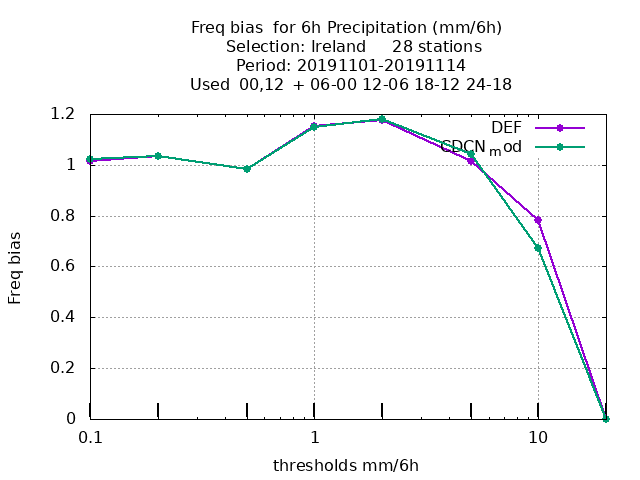 Freq bias  for 6h Precipitation (mm/6h)
Selection: Ireland     28 stations
Period: 20191101-20191114
Used  00,12  + 06-00 12-06 18-12 24-18
DEF
CDCNmod
1.2
1
0.8
0.6
0.4
0.2
0
Freq bias
0.1
1
10
thresholds mm/6h